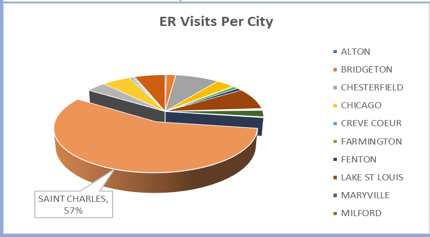 ER Visits Per City
ALTON
BRIDGETON
CHESTERFIELD
CHICAGO
CREVE COEUR
FARMINGTON
FENTON
LAKE ST LOUIS
MARYVILLE
MILFORD
SAINT CHARLES,
57%